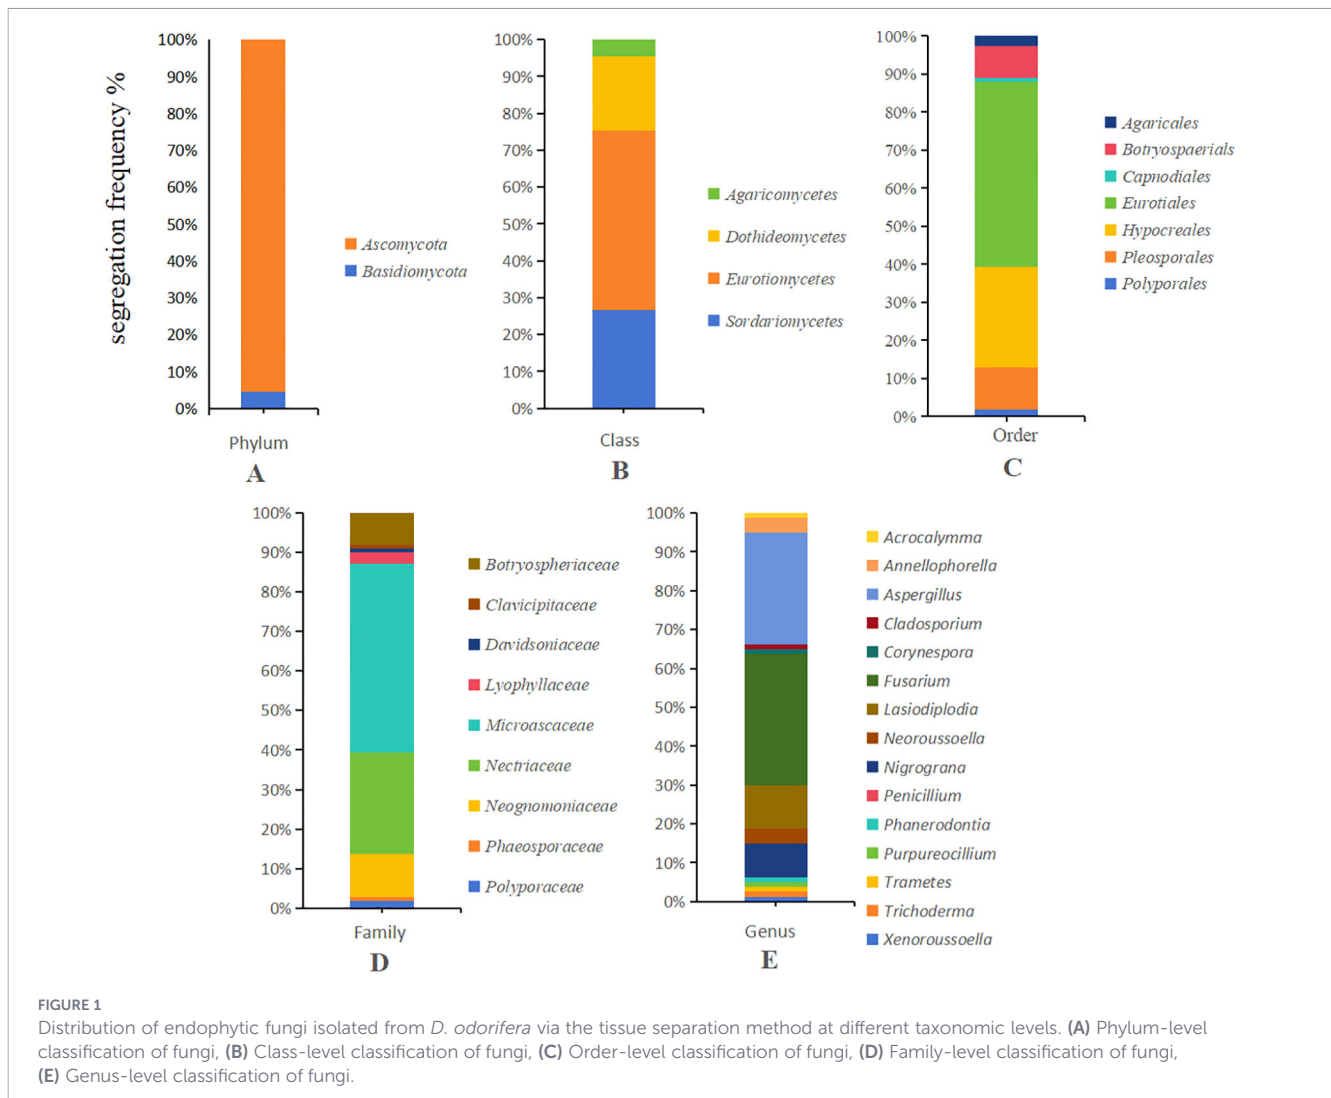 segregation frequency %
100%
90%
80%
70%
60%
50%
40%
30%
20%
10%
0%
Phylum
A
Ascomycota
Basidiomycota
100%
90%
80%
70%
60%
50%
40%
30%
20%
10%
0%
Class
B
Agaricomycetes
Dothideomycetes
Eurotiomycetes
Sordariomycetes
100%
90%
80%
70%
60%
50%
40%
30%
20%
10%
0%
Order
C
Agaricales
Botryospaerials
Capnodiales
Eurotiales
Hypocreales
Pleosporales
Polyporales
100%
90%
80%
70%
60%
50%
40%
30%
20%
10%
0%
Family
D
Botryospheriaceae
Clavicipitaceae
Davidsoniaceae
Lyophyllaceae
Microascaceae
Nectriaceae
Neognomoniaceae
Phaeosporaceae
Polyporaceae
100%
90%
80%
70%
60%
50%
40%
30%
20%
10%
0%
Genus
E
Acrocalymma
Annellophorella
Aspergillus
Cladosporium
Corynespora
Fusarium
Lasiodiplodia
Neoroussoella
Nigrograna
Penicillium
Phanerodontia
Purpureocillium
Trametes
Trichoderma
Xenoroussoella
FIGURE 1
Distribution of endophytic fungi isolated from D. odorifera via the tissue separation method at different taxonomic levels. (A) Phylum-level
classification of fungi, (B) Class-level classification of fungi, (C) Order-level classification of fungi, (D) Family-level classification of fungi,
(E) Genus-level classification of fungi.